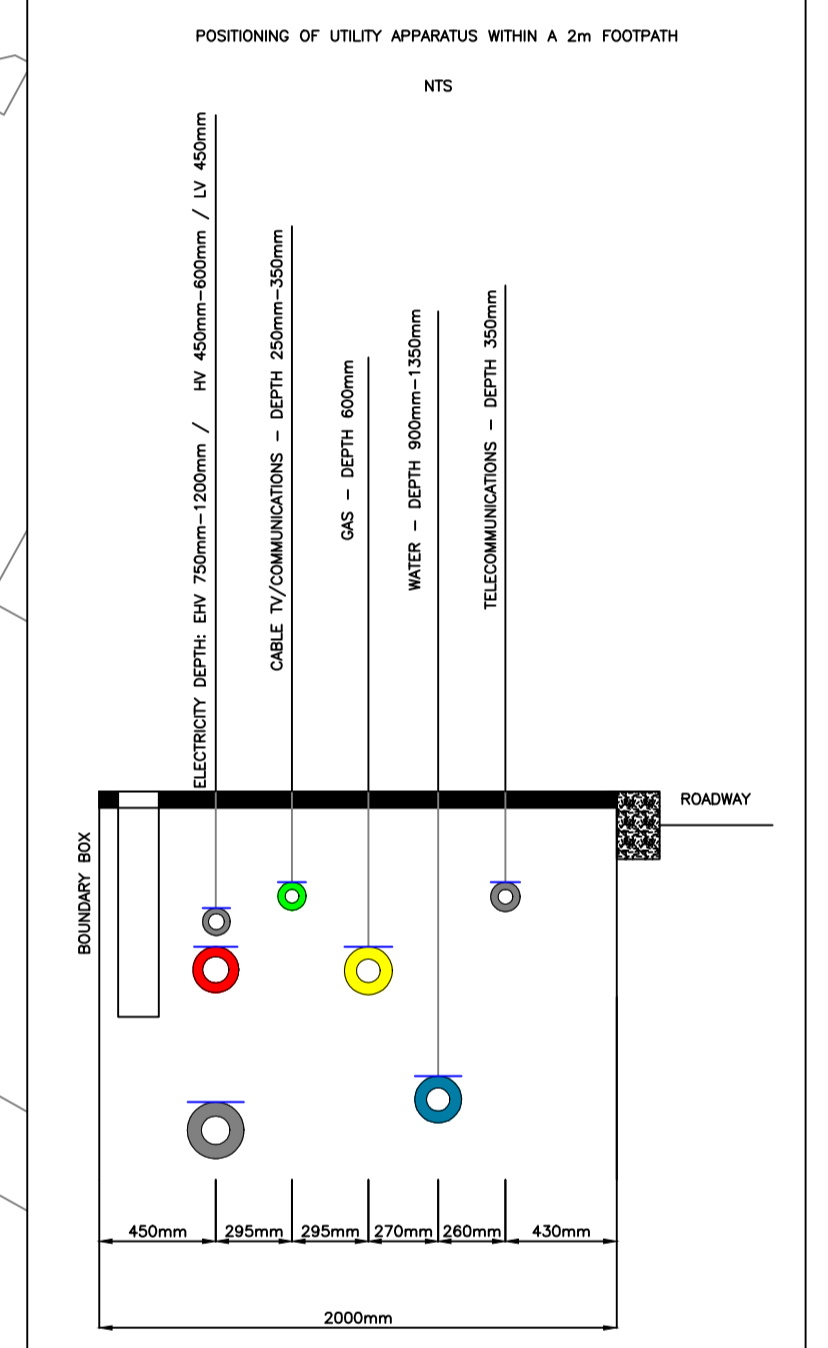 POSITIONING OF UTILITY APPARATUS WITHIN A 2m FOOTPATH
NTS
ELECTRICITY DEPTH: EHV 750mm-1200mm / HV 450mm-600mm / LV 450mm
CABLE TV/COMMUNICATIONS - DEPTH 250mm-350mm
GAS - DEPTH 600mm
WATER - DEPTH 900mm-1350mm
TELECOMMUNICATIONS - DEPTH 350mm
ROADWAY
BOUNDARY BOX
450mm 295mm 295mm 270mm 260mm 430mm
2000mm